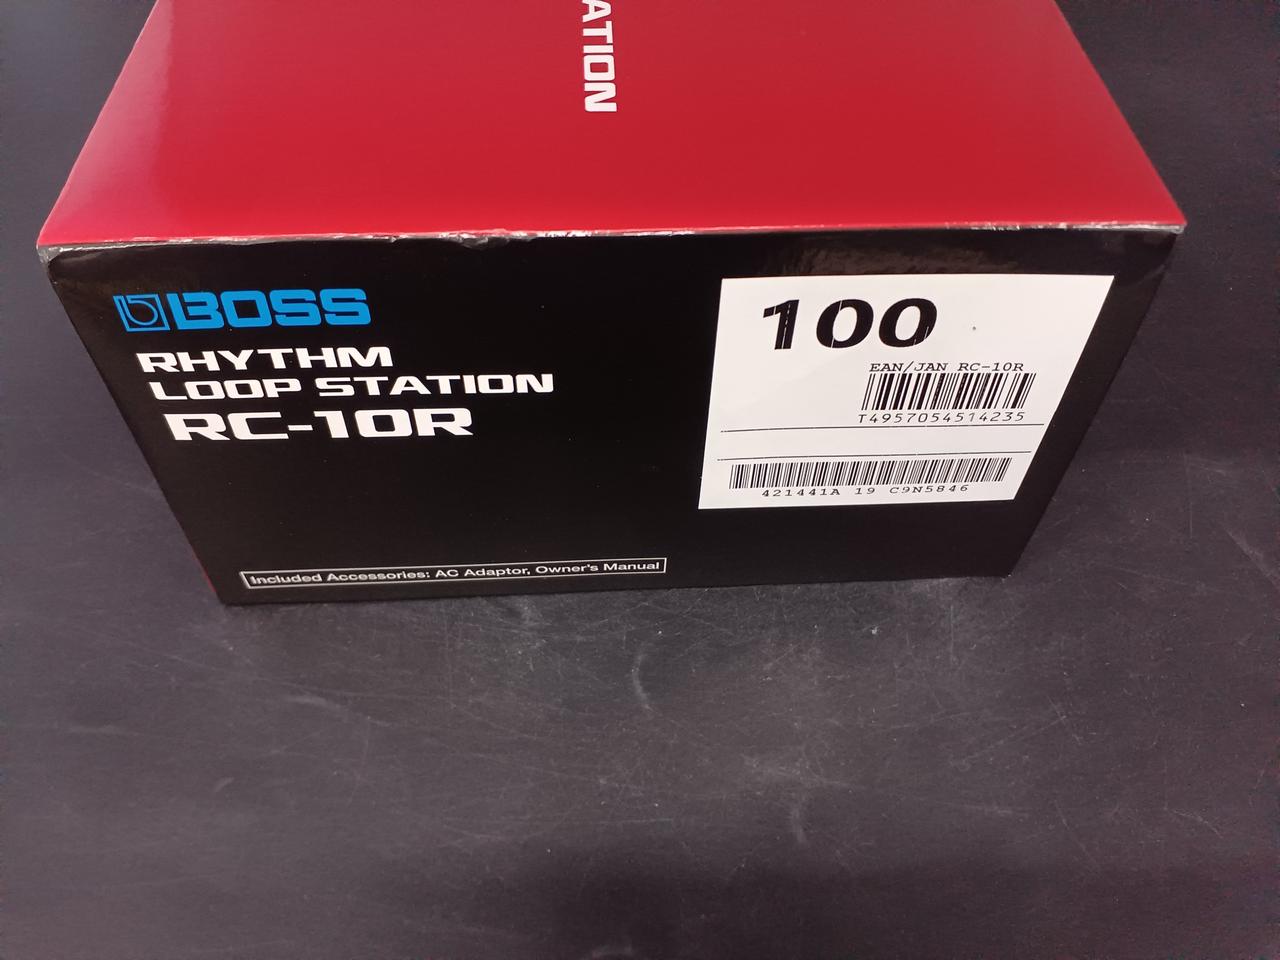 ATION
BOSS
RHYTHM
LOOP STATION
RC-10R
Included Accessories: AC Adaptor, Owner's Manual
100
EAN/JAN RC-10R
T4957054514235
421441A 19 C9N5846